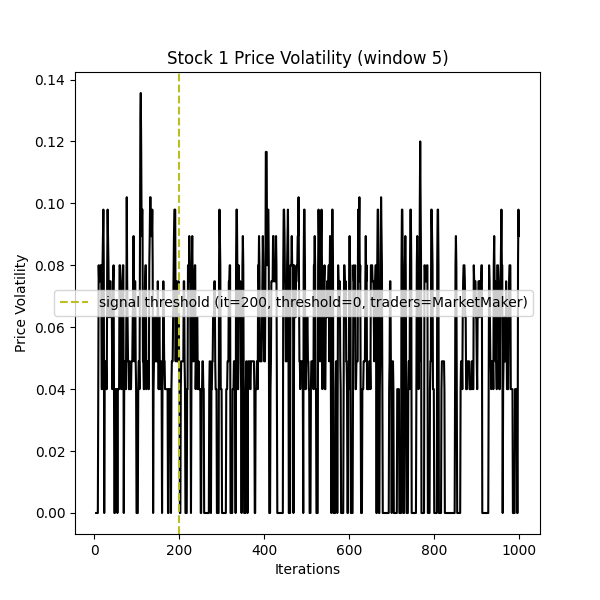 Stock 1 Price Volatility (window 5)
0.14
0.12
0.10
0.08
0.06
0.04
0.02
0.00
Price Volatility
signal threshold (it=200, threshold=0, traders=MarketMaker)
0 200 400 600 800 1000
Iterations